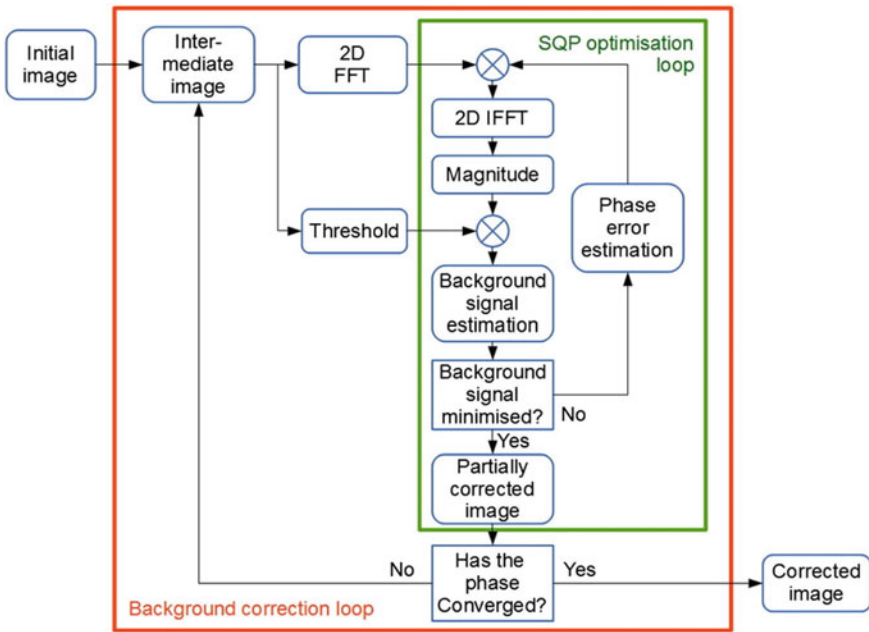 Initial
image
Inter-
mediate
image
2D
FFT
SQP optimisation
loop
2D IFFT
Magnitude
Threshold
Phase
error
estimation
Background
signal
estimation
Background
signal
minimised?
No
Yes
Partially
corrected
image
No
Has the
phase
Converged?
Yes
Corrected
image
Background correction loop